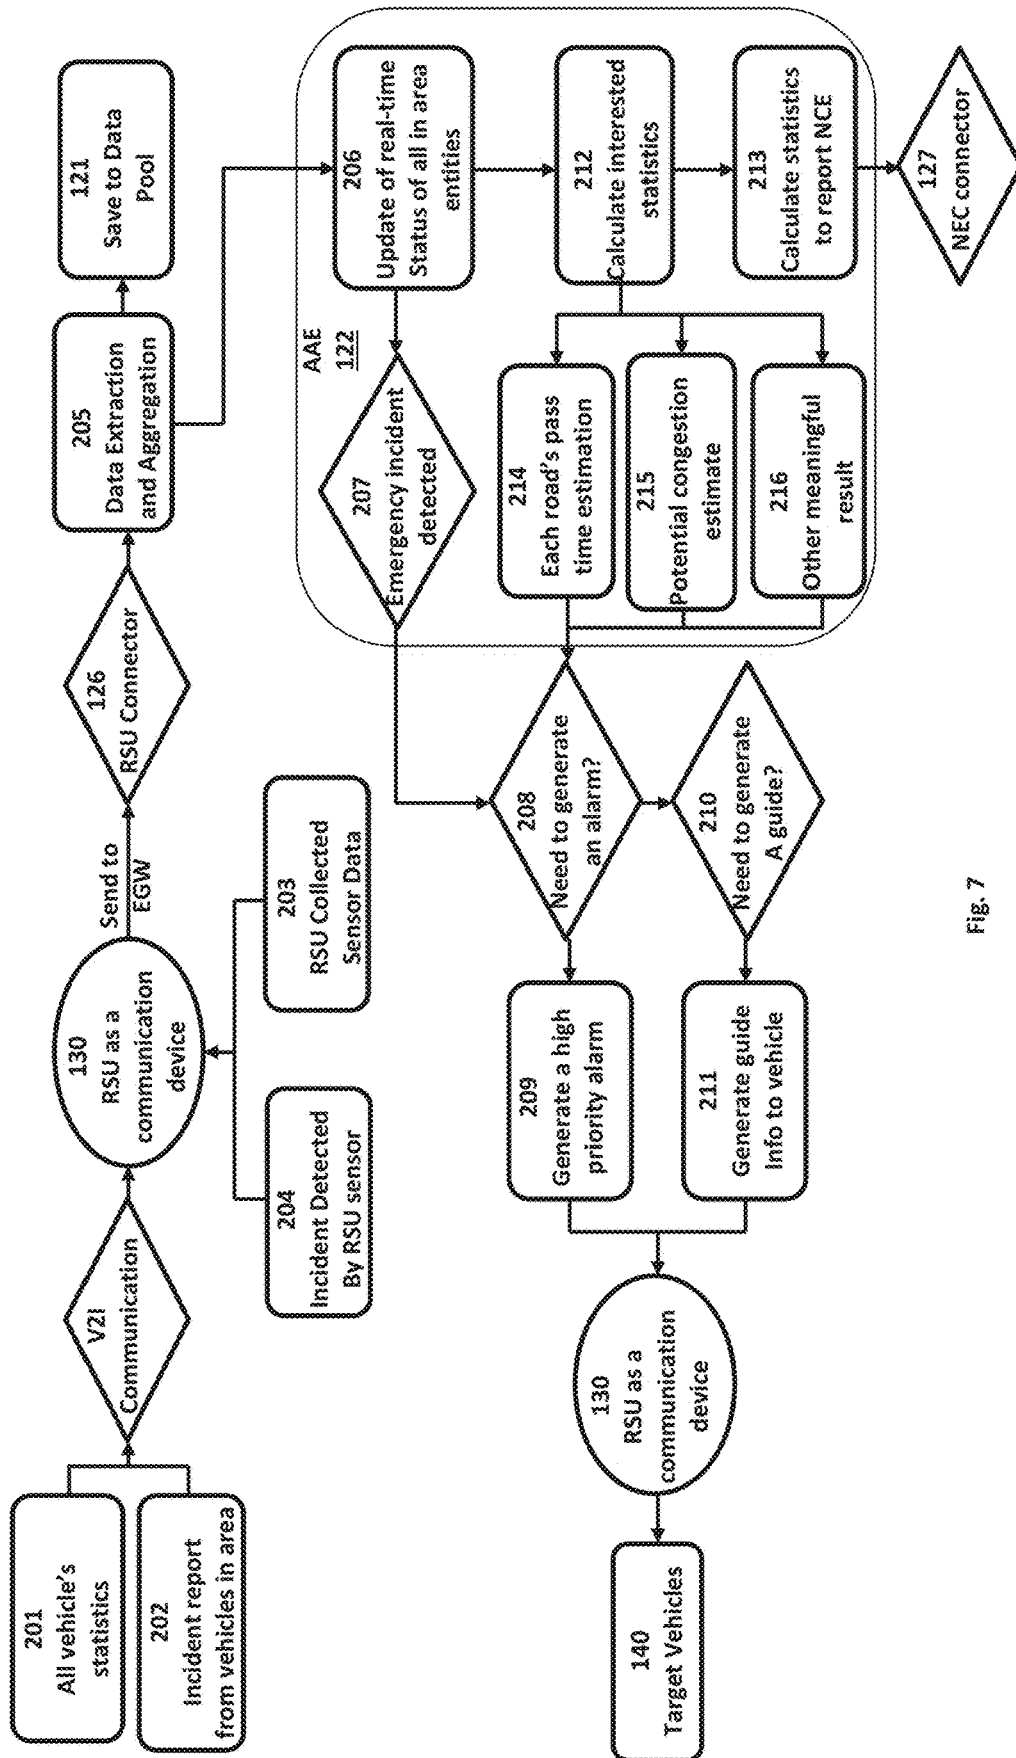 201
All vehicle's
statistics
202
Incident report
from vehicles in area
V2I
Communication
130
RSU as a
communication
device
204
Incident Detected
By RSU sensor
203
RSU Collected
Sensor Data
Send to
EGW
126
RSU Connector
205
Data Extraction
and Aggregation
121
Save to Data
Pool
AAE
122
206
Update of real-time
Status of all in area
entities
207
Emergency incident
detected
212
Calculate interested
statistics
213
Calculate statistics
to report NCE
127
NEC connector
214
Each road's pass
time estimation
215
Potential congestion
estimate
216
Other meaningful
result
208
Need to generate
an alarm?
210
Need to generate
A guide?
209
Generate a high
priority alarm
211
Generate guide
Info to vehicle
130
RSU as a
communication
device
140
Target Vehicles
Fig. 7